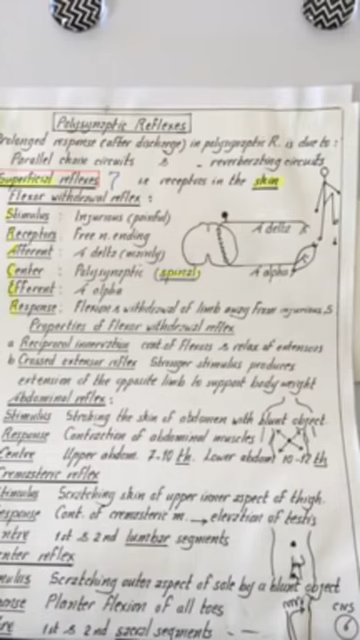 Polysynaptic Reflexes
Prolonged response (after discharge) in polysynaptic R. is due to:
Parallel chain circuits & - reverberating circuits
Superficial reflexes ? i.e receptors in the skin
Flexor withdrawal reflex :
Stimulus : Injurious (painful)
Receptors : Free n. ending
Afferent : A delta (mainly)
Center : Polysynaptic (spinal)
Efferent : A alpha
A delta
A alpha
Response : Flexion & withdrawal of limb away from injurious S
Properties of Flexor withdrawal reflex
a Reciprocal innervation cont of flexors & relax of extensors
b Crossed extensor reflex Stronger stimulus produces
extension of the opposite limb to support body weight
Abdominal reflex :
Stimulus Stroking the skin of abdomen with blunt object
Response Contraction of abdominal muscles
Centre Upper abdom. 7-10 th. Lower abdom 10-12 th
Cremasteric reflex
Stimulus Scratching skin of upper inner aspect of thigh.
esponse Cont. of cremasteric m. → elevation of testis
ntre 1st & 2nd lumbar segments
nter reflex
mulus Scratching outer aspect of sole by a blunt object
onse Planter flexion of all toes
re 1st & 2nd sacral segments
CNS
6